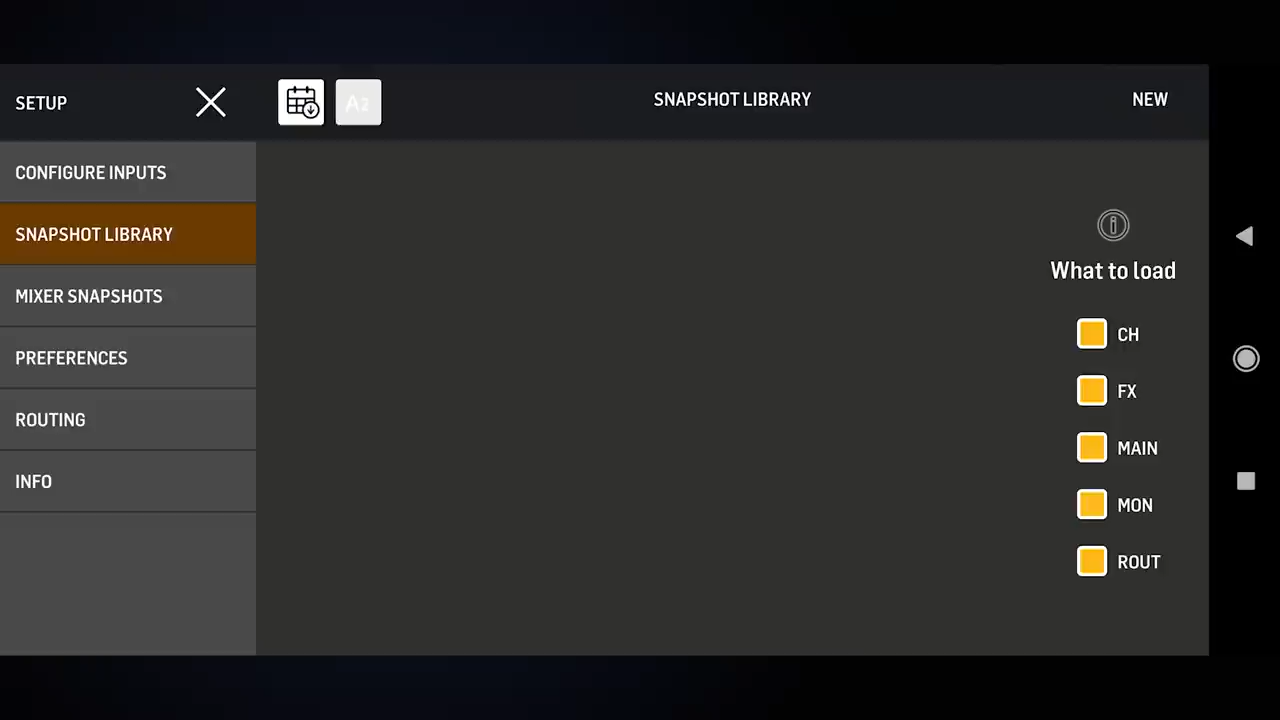 SETUP
CONFIGURE INPUTS
SNAPSHOT LIBRARY
MIXER SNAPSHOTS
PREFERENCES
ROUTING
INFO
AZ
SNAPSHOT LIBRARY
NEW
What to load
CH
FX
MAIN
MON
ROUT